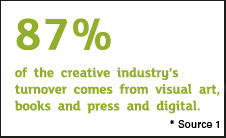 87%
of the creative industry's
turnover comes from visual art,
books and press and digital.
* Source 1